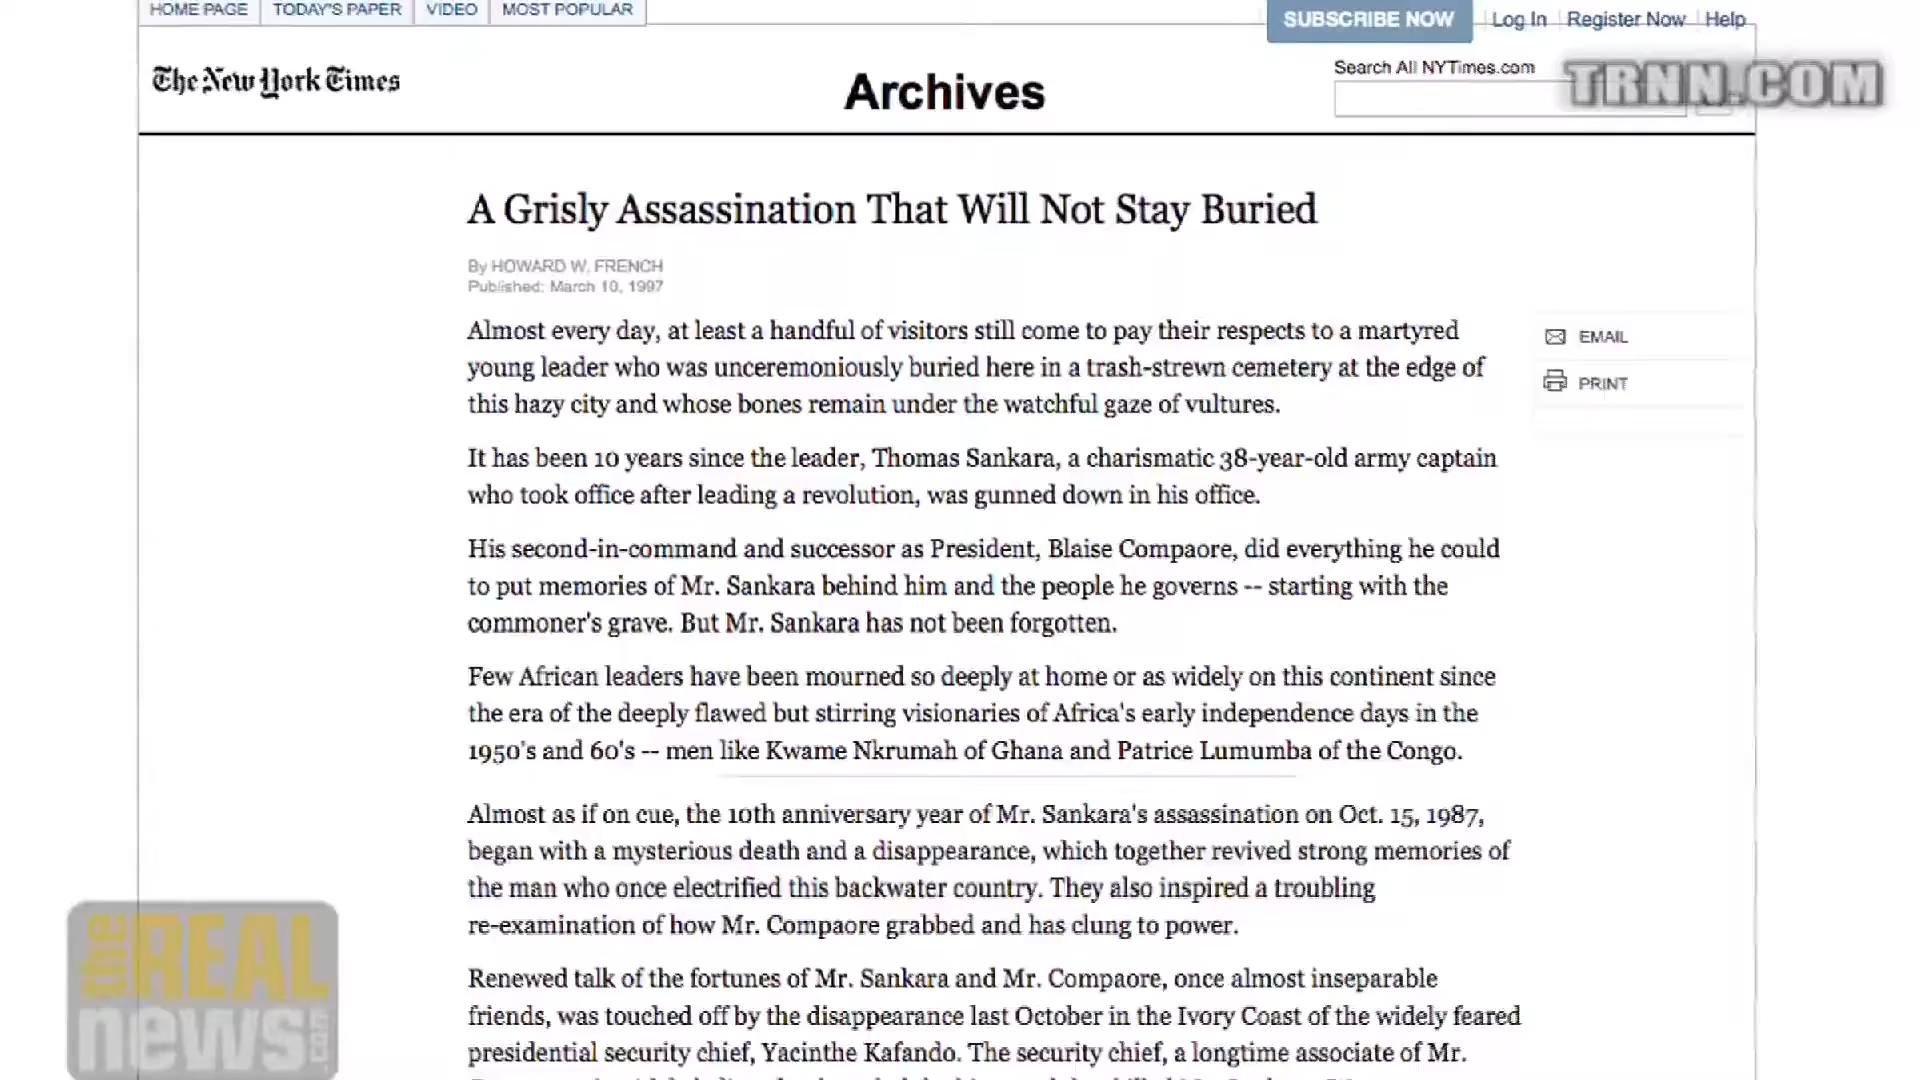 HOME PAGE TODAY'S PAPER VIDEO MOST POPULAR
SUBSCRIBE NOW Log In Register Now Help
The New York Times
Archives
Search All NYTimes.com
TRNN.COM
A Grisly Assassination That Will Not Stay Buried
By HOWARD W. FRENCH
Published: March 10, 1997
Almost every day, at least a handful of visitors still come to pay their respects to a martyred
young leader who was unceremoniously buried here in a trash-strewn cemetery at the edge of
this hazy city and whose bones remain under the watchful gaze of vultures.
EMAIL
PRINT
It has been 10 years since the leader, Thomas Sankara, a charismatic 38-year-old army captain
who took office after leading a revolution, was gunned down in his office.
His second-in-command and successor as President, Blaise Compaore, did everything he could
to put memories of Mr. Sankara behind him and the people he governs -- starting with the
commoner's grave. But Mr. Sankara has not been forgotten.
Few African leaders have been mourned so deeply at home or as widely on this continent since
the era of the deeply flawed but stirring visionaries of Africa's early independence days in the
1950's and 60's -- men like Kwame Nkrumah of Ghana and Patrice Lumumba of the Congo.
Almost as if on cue, the 10th anniversary year of Mr. Sankara's assassination on Oct. 15, 1987,
began with a mysterious death and a disappearance, which together revived strong memories of
the man who once electrified this backwater country. They also inspired a troubling
re-examination of how Mr. Compaore grabbed and has clung to power.
Renewed talk of the fortunes of Mr. Sankara and Mr. Compaore, once almost inseparable
friends, was touched off by the disappearance last October in the Ivory Coast of the widely feared
presidential security chief, Yacinthe Kafando. The security chief, a longtime associate of Mr.
the REAL
news.com